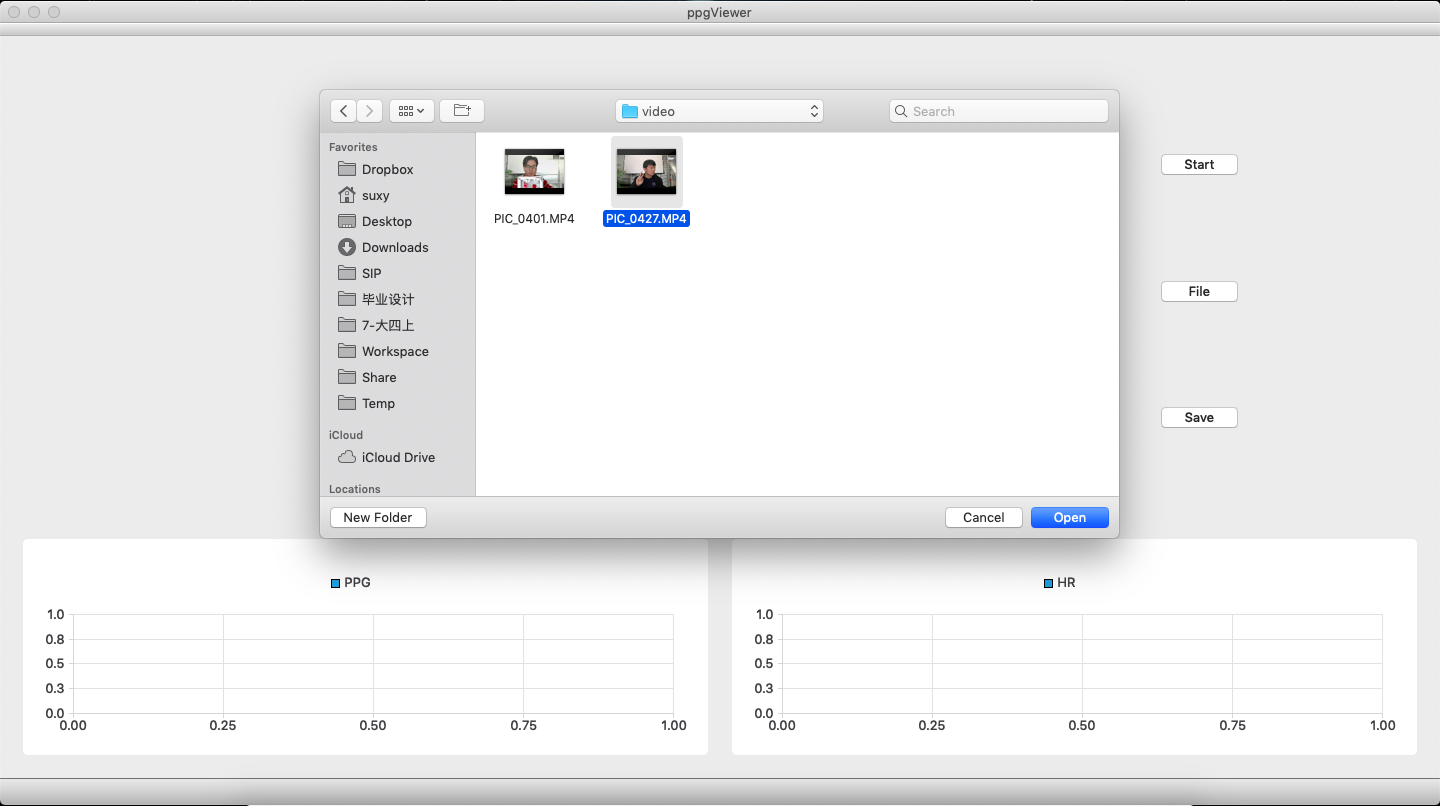 ppgViewer
video
Search
Favorites
Dropbox
suxy
Desktop
Downloads
SIP
毕业设计
7-大四上
Workspace
Share
Temp
iCloud
iCloud Drive
Locations
PIC_0401.MP4
PIC_0427.MP4
New Folder
Cancel
Open
Start
File
Save
PPG
1.0
0.8
0.5
0.3
0.0
0.00
0.25
0.50
0.75
1.00
HR
1.0
0.8
0.5
0.3
0.0
0.00
0.25
0.50
0.75
1.00